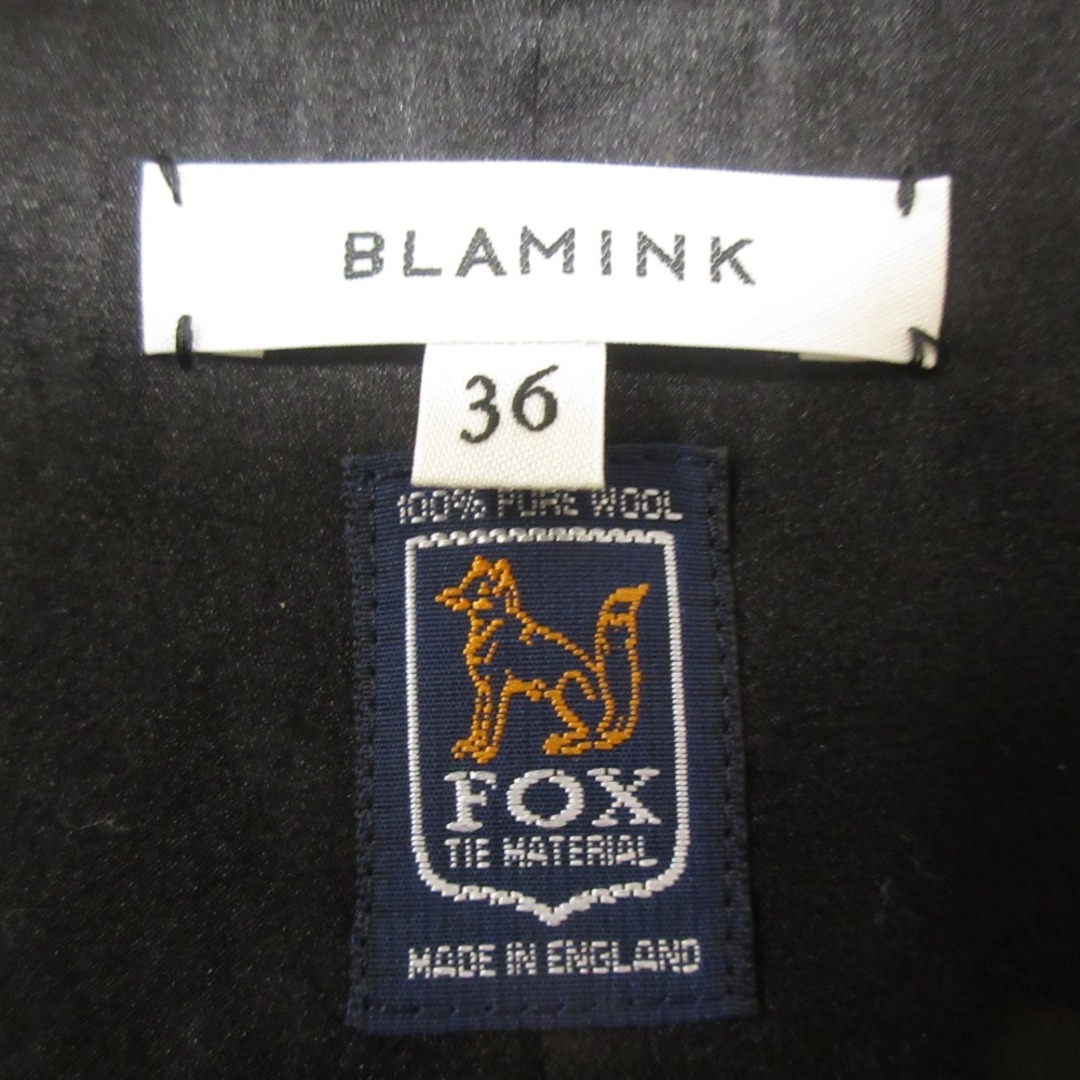 BLAMINK
36
100% PURE WOOL
FOX
TIE MATERIAL
MADE IN ENGLAND